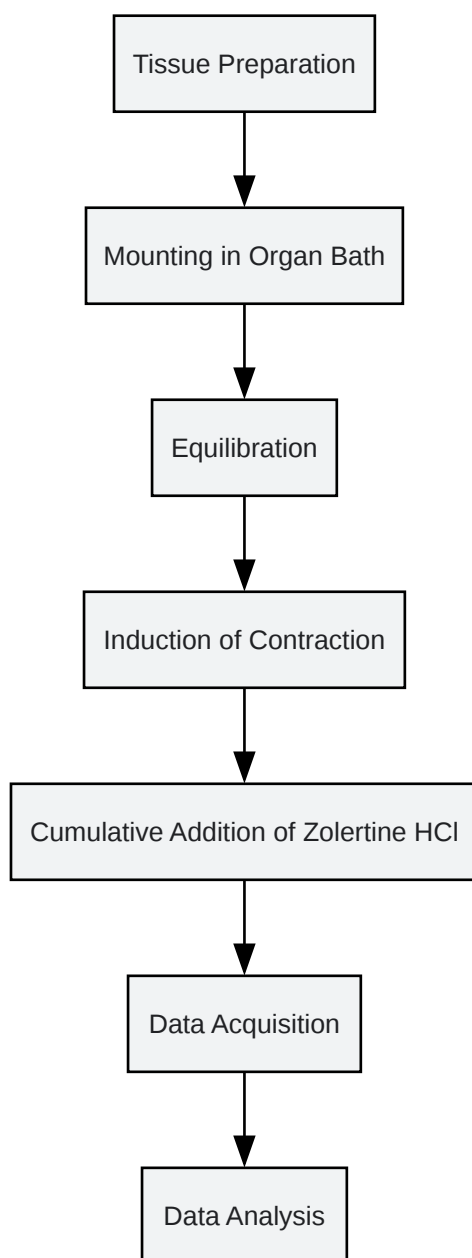 Tissue Preparation
Mounting in Organ Bath
Equilibration
Induction of Contraction
Cumulative Addition of Zolertine HCl
Data Acquisition
Data Analysis